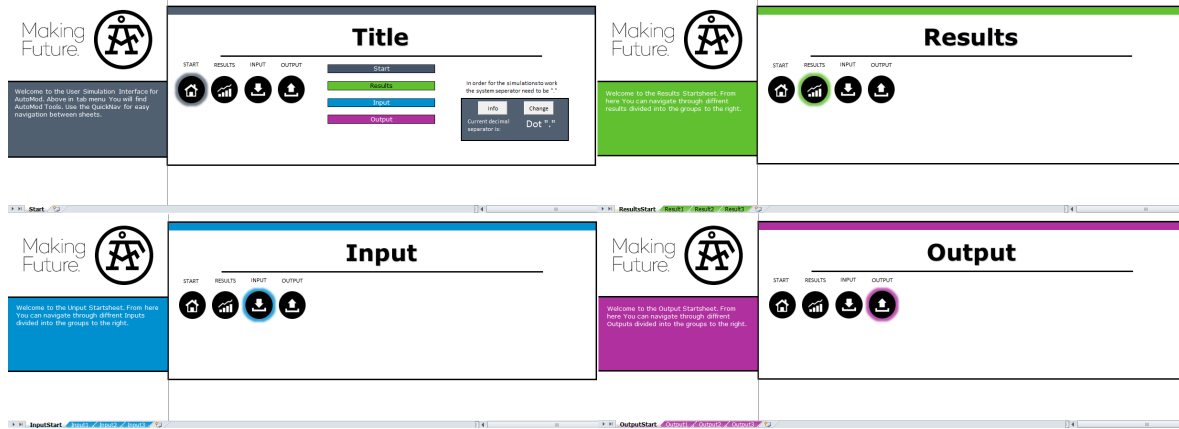 Making
Future.
ÅF
Welcome to the User Simulation Interface for
AutoMod. Above in tab menu You will find
AutoMod Tools. Use the QuickNav for easy
navigation between sheets.
Title
START RESULTS INPUT OUTPUT
Start
Results
Input
Output
In order for the simulations to work
the system seperator need to be "."
Info Change
Current decimal
separator is:
Dot "."
Start
Making
Future.
ÅF
Welcome to the Results Startsheet. From
here You can navigate through diffrent
results divided into the groups to the right.
Results
START RESULTS INPUT OUTPUT
ResultsStart Result1 Result2 Result3
Making
Future.
ÅF
Welcome to the Unput Startsheet. From here
You can navigate through diffrent Inputs
divided into the groups to the right.
Input
START RESULTS INPUT OUTPUT
InputStart Input1 Input2 Input3
Making
Future.
ÅF
Welcome to the Output Startsheet. From
here You can navigate through diffrent
Outputs divided into the groups to the right.
Output
START RESULTS INPUT OUTPUT
OutputStart Output1 Output2 Output3